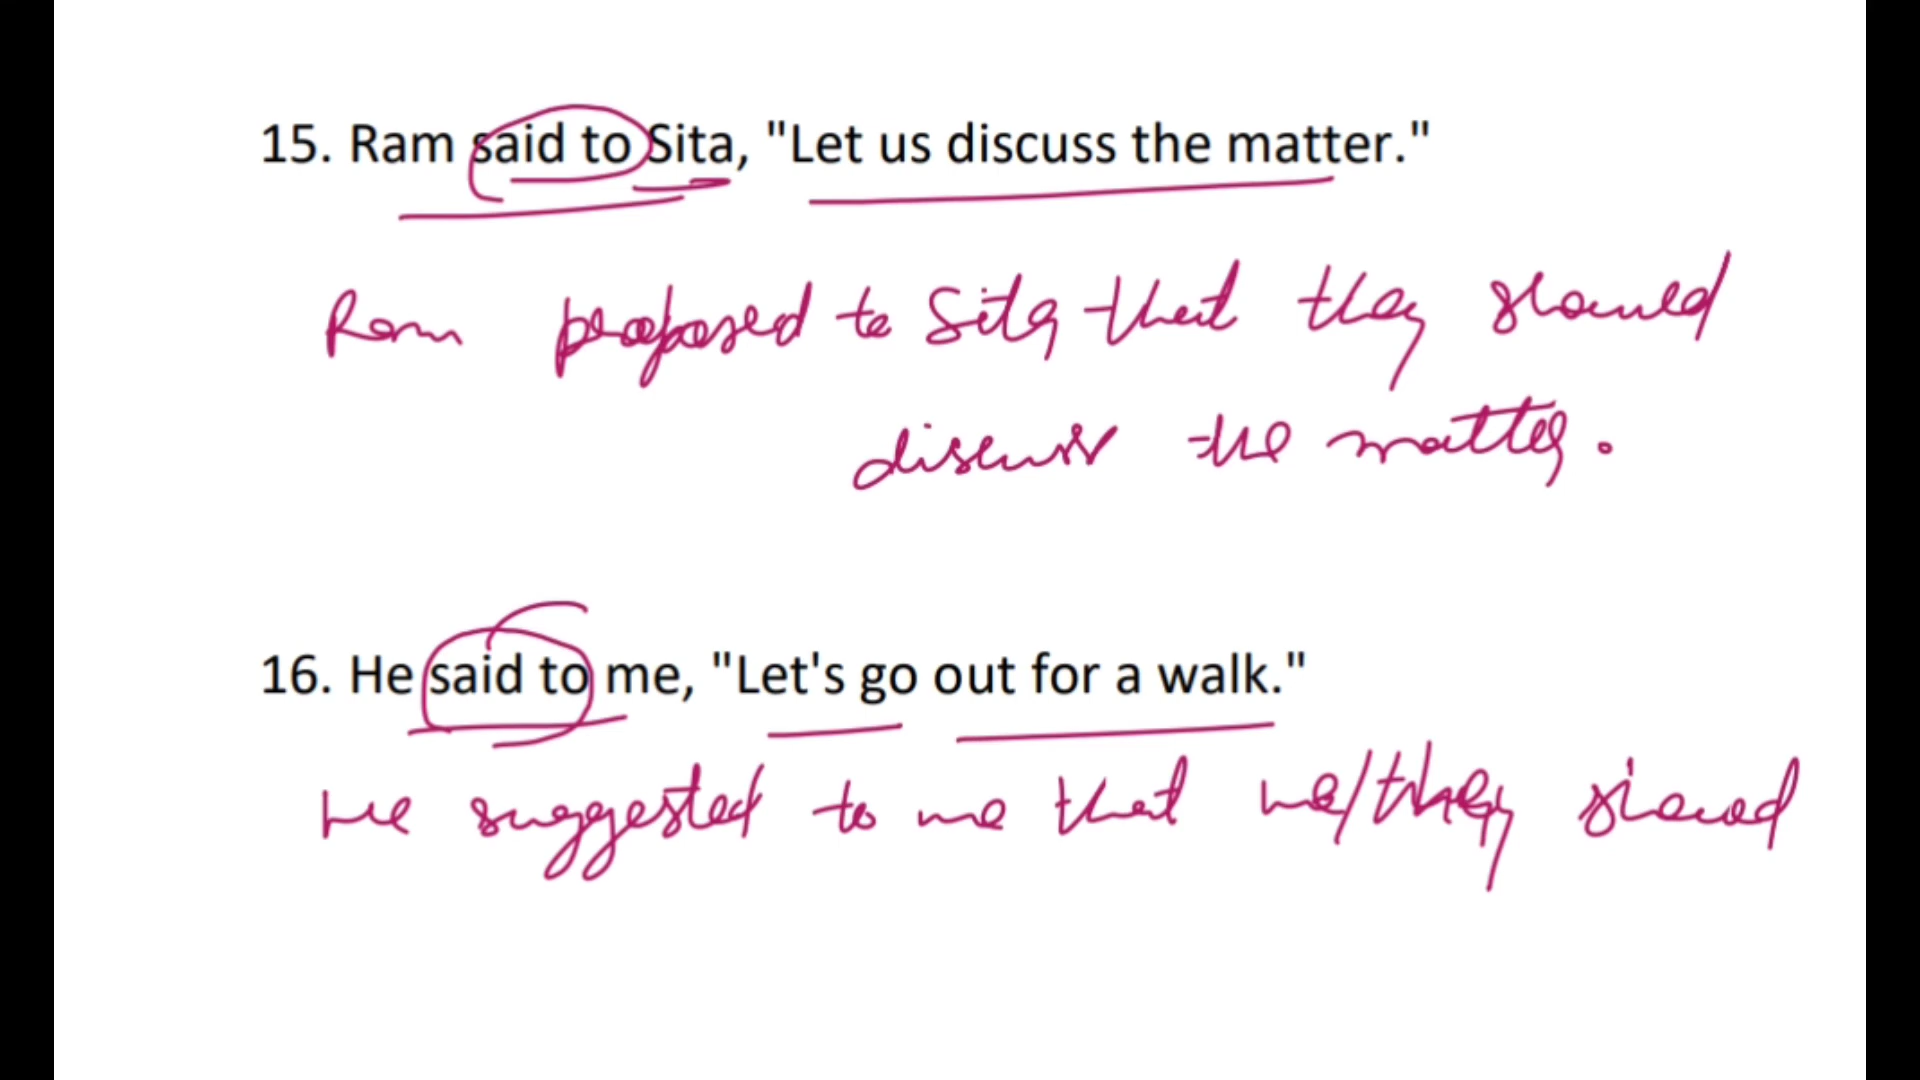 15. Ram said to Sita, "Let us discuss the matter."
Ram proposed to Sita that they should
discuss the matter.
16. He said to me, "Let's go out for a walk."
He suggested to me that we/they should